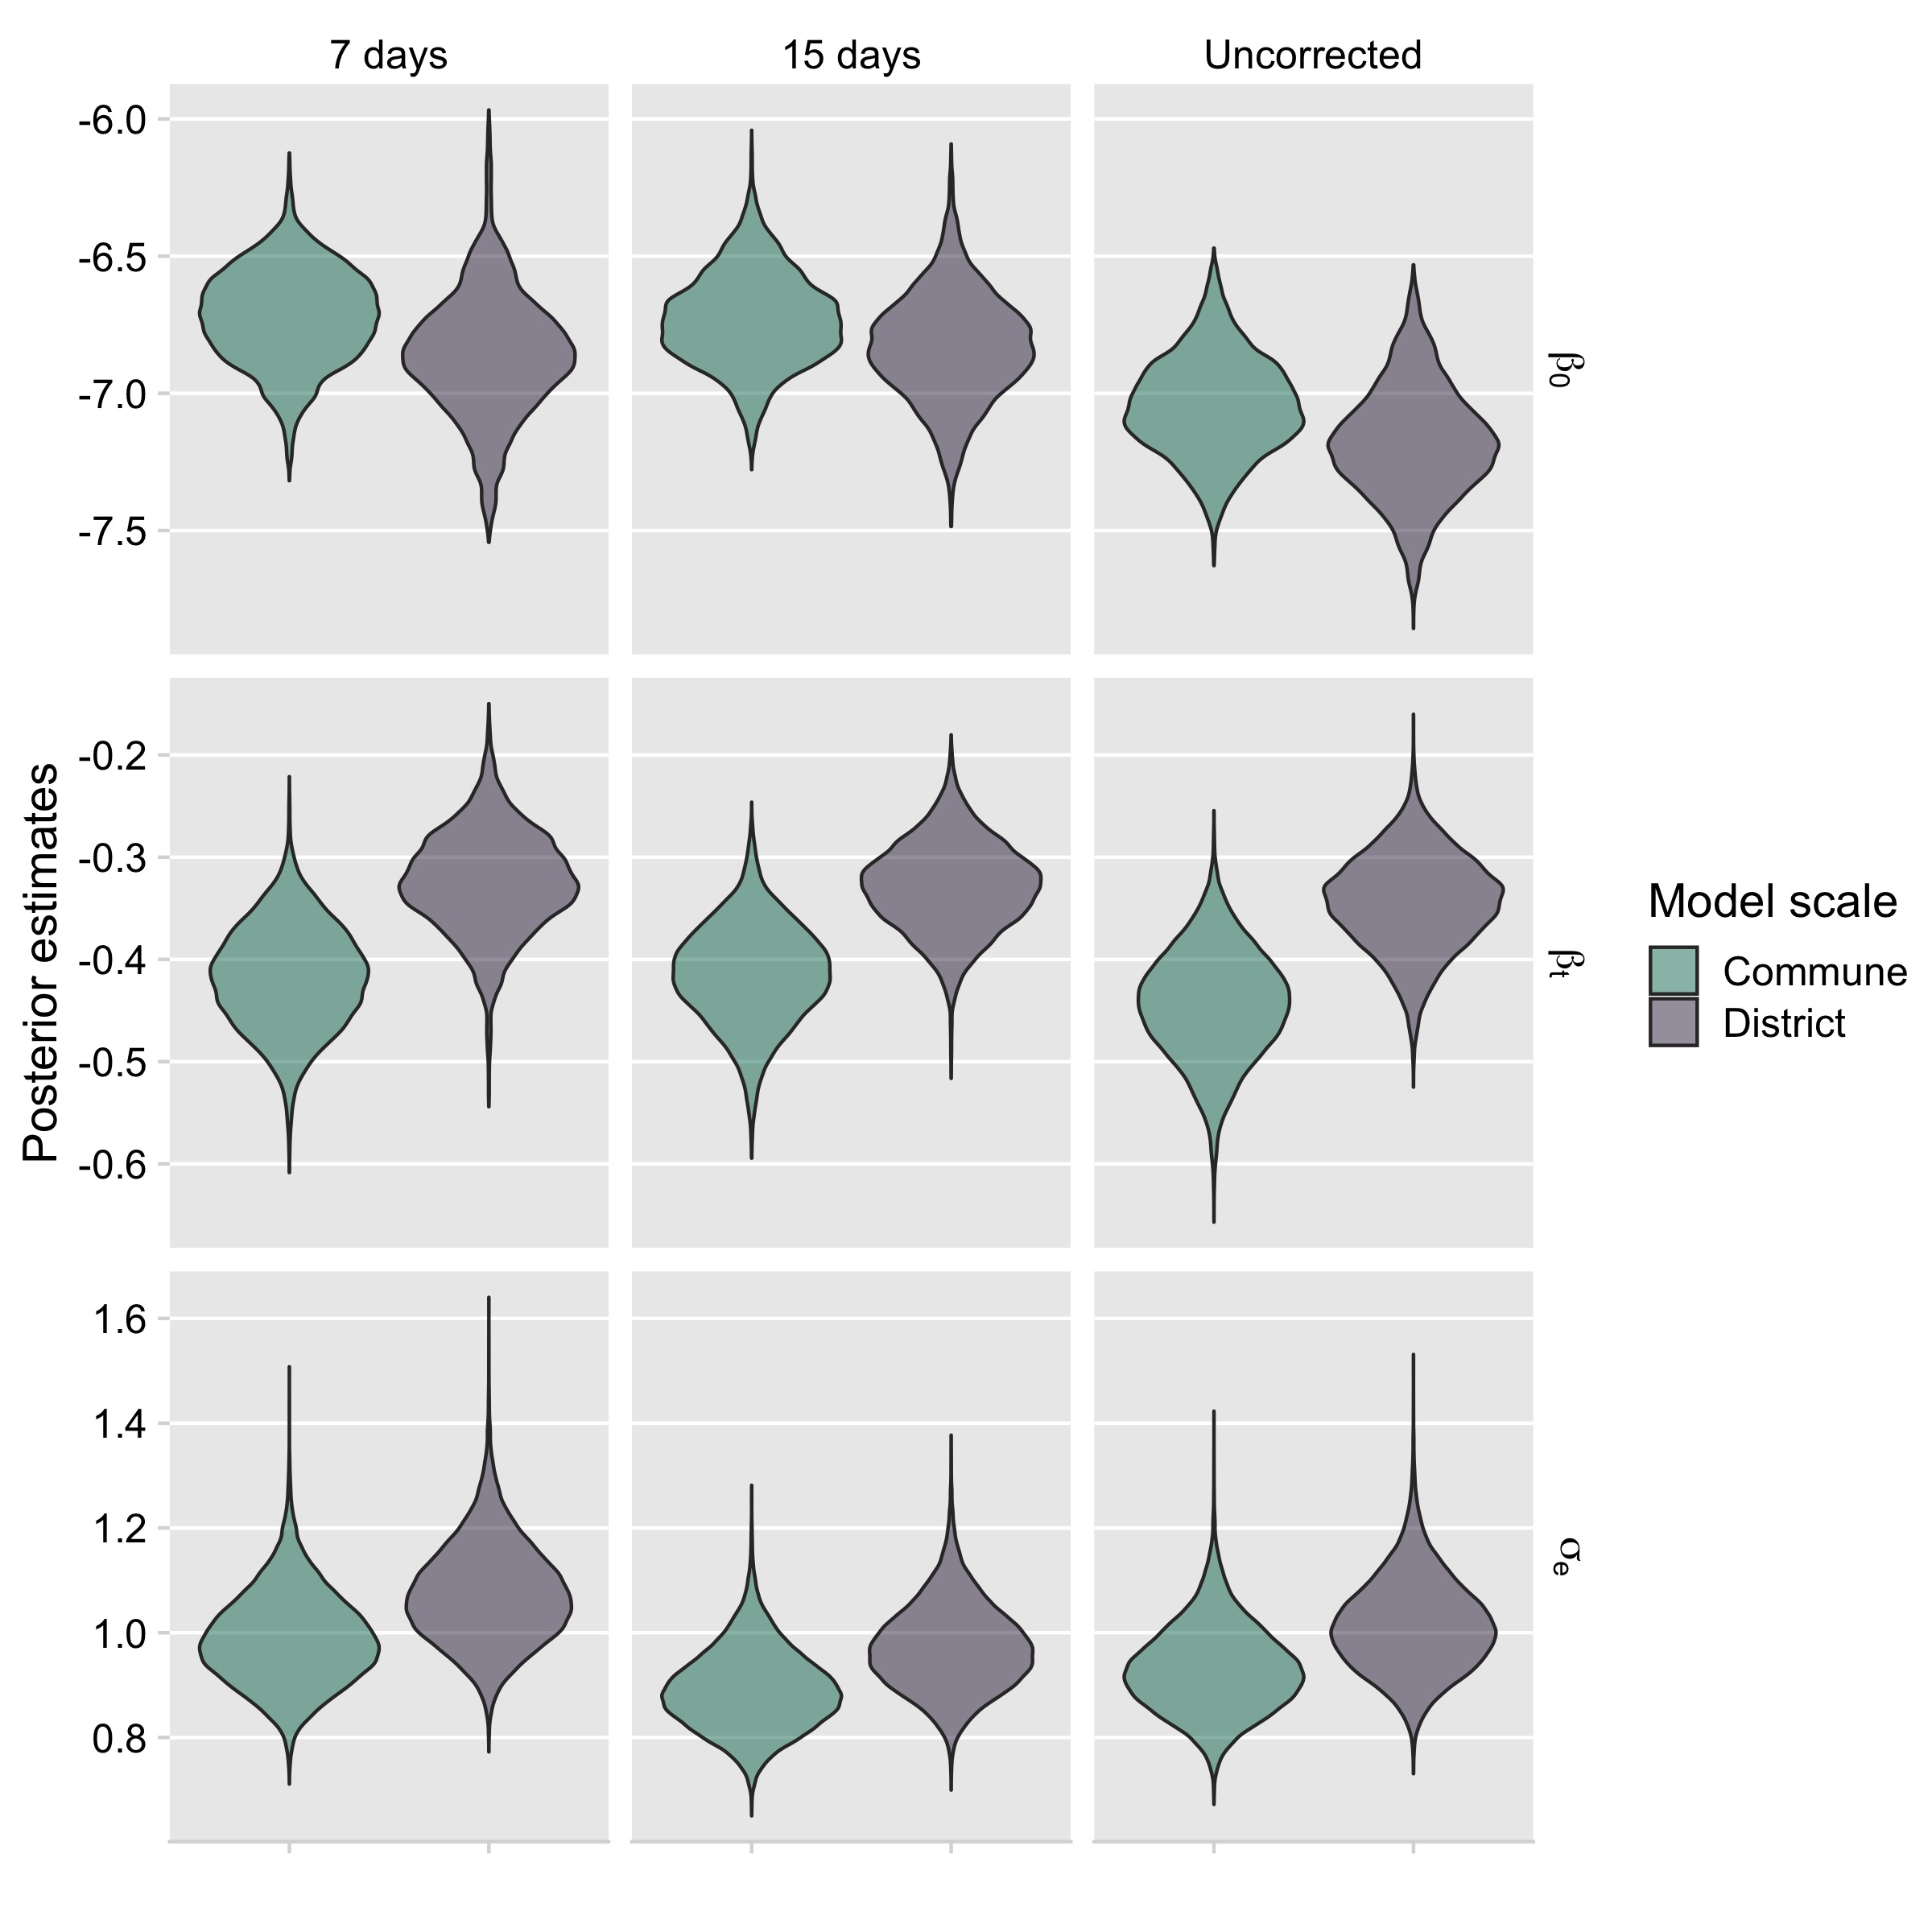 7 days 15 days Uncorrected
-6.0
-6.5
-7.0
-7.5
β0
-0.2
-0.3
-0.4
-0.5
-0.6
βt
1.6
1.4
1.2
1.0
0.8
σe
Posterior estimates
Model scale
Commune
District